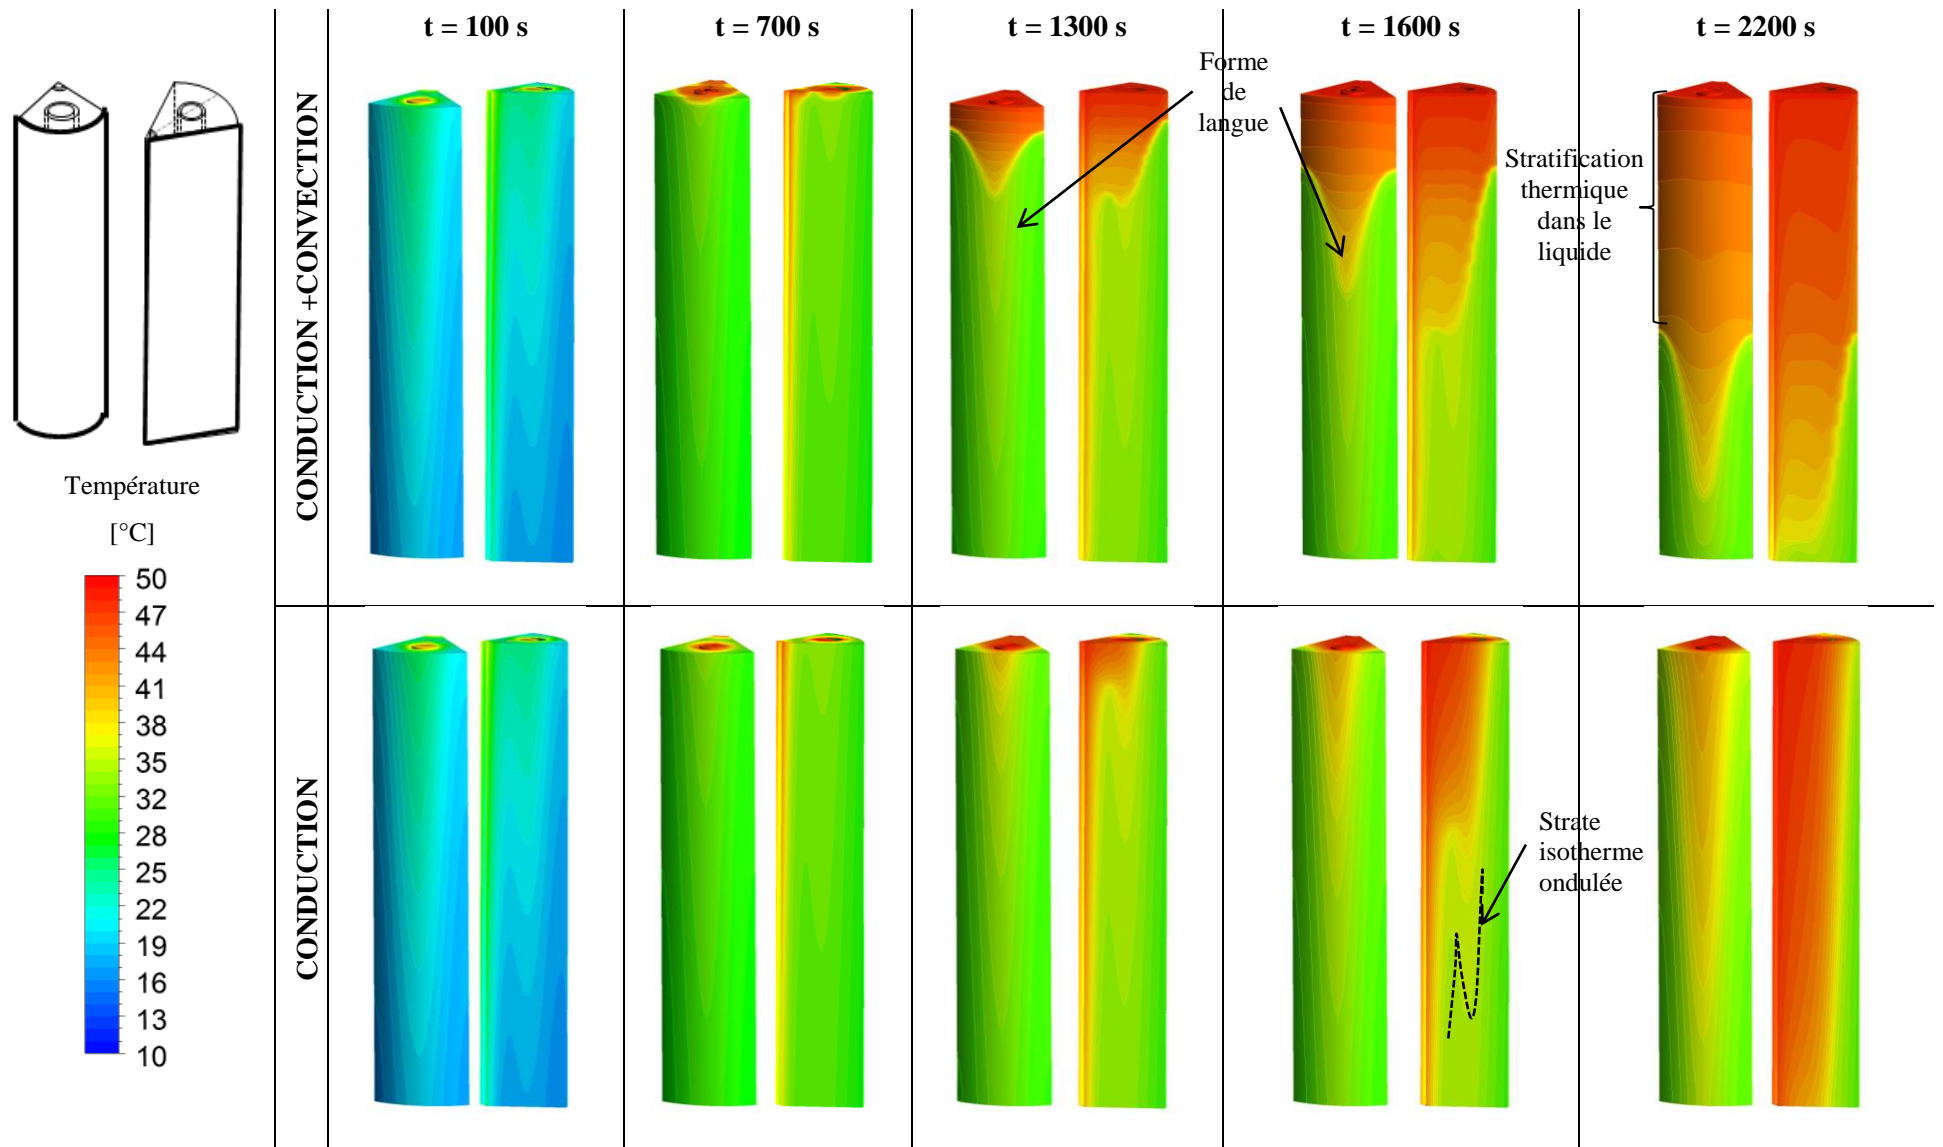 t = 100 s
t = 700 s
t = 1300 s
t = 1600 s
t = 2200 s
CONDUCTION +CONVECTION
Forme
de
langue
Stratification
thermique
dans le
liquide
Température
[°C]
50
47
44
41
38
35
32
28
25
22
19
16
13
10
CONDUCTION
Strate
isotherme
ondulée